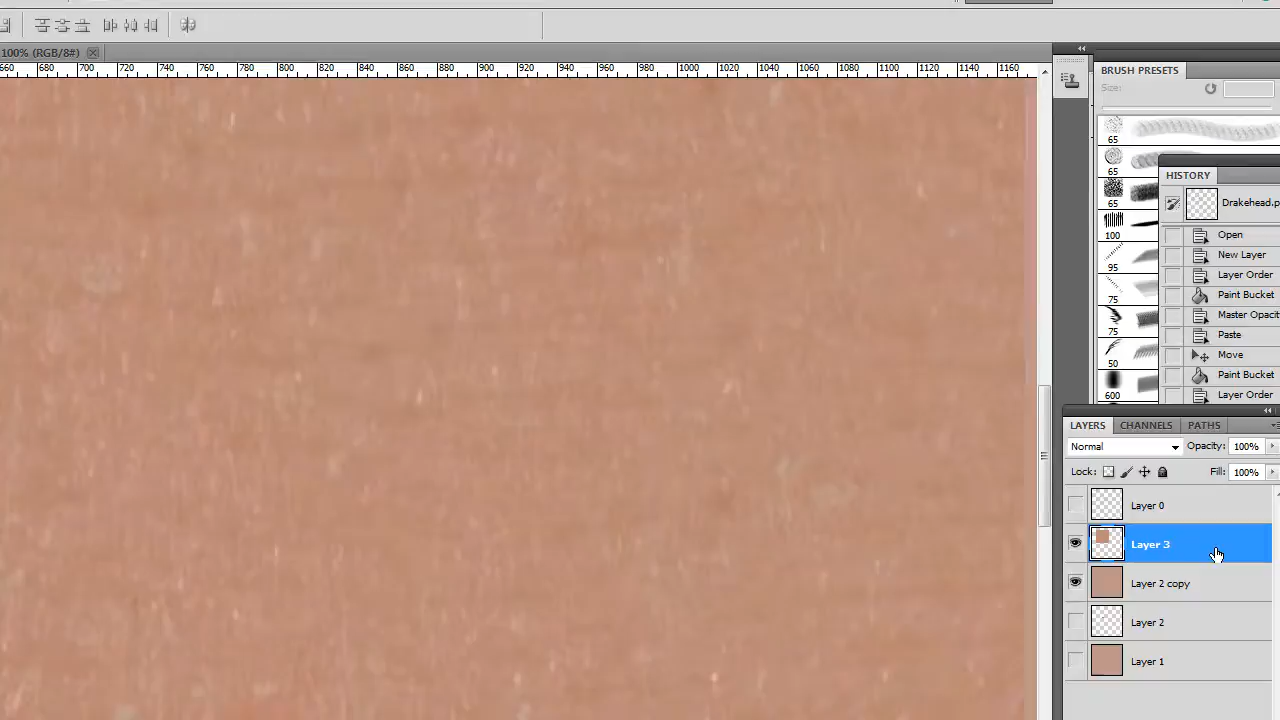 100% (RGB/8#)
660 680 700 720 740 760 780 800 820 840 860 880 900 920 940 960 980 1000 1020 1040 1060 1080 1100 1120 1140 1160
BRUSH PRESETS
Size:
65
65
65
100
95
75
75
50
600
HISTORY
Drakehead.p
Open
New Layer
Layer Order
Paint Bucket
Master Opacity
Paste
Move
Paint Bucket
Layer Order
LAYERS CHANNELS PATHS
Normal Opacity: 100%
Lock: Fill: 100%
Layer 0
Layer 3
Layer 2 copy
Layer 2
Layer 1